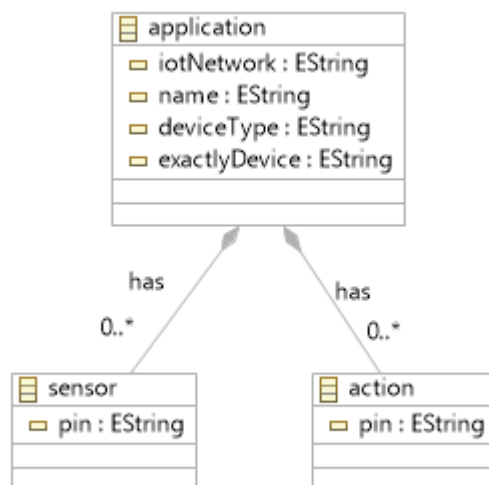 application
iotNetwork : EString
name : EString
deviceType : EString
exactlyDevice : EString
has
has
0..*
0..*
sensor
pin : EString
action
pin : EString